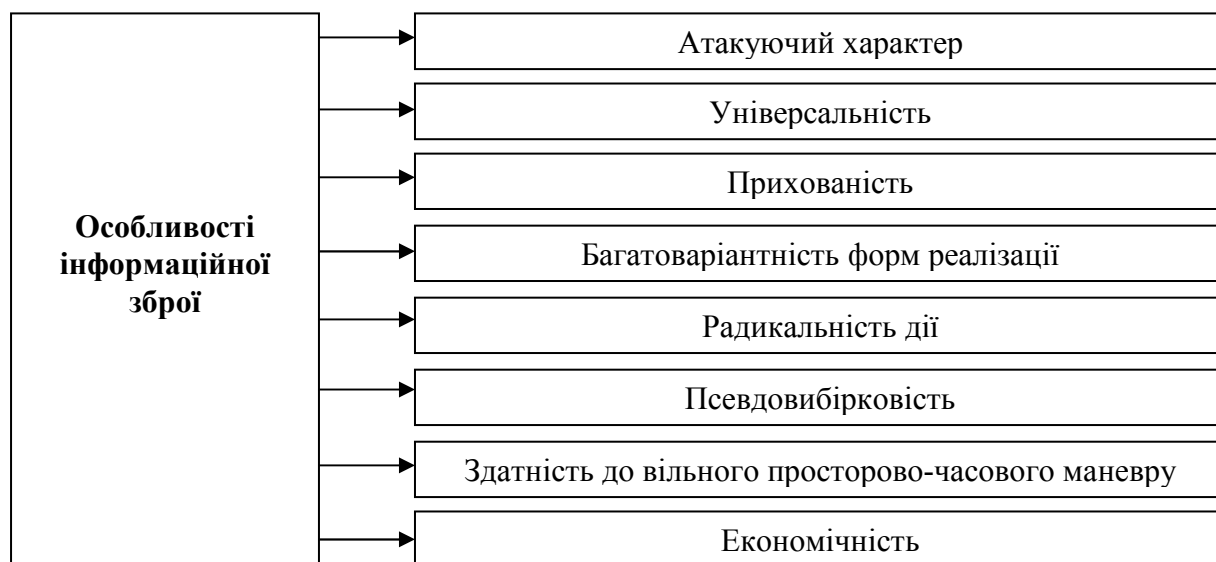 Особливості
інформаційної
зброї
Атакуючий характер
Універсальність
Прихованість
Багатоваріантність форм реалізації
Радикальність дії
Псевдовибірковість
Здатність до вільного просторово-часового маневру
Економічність